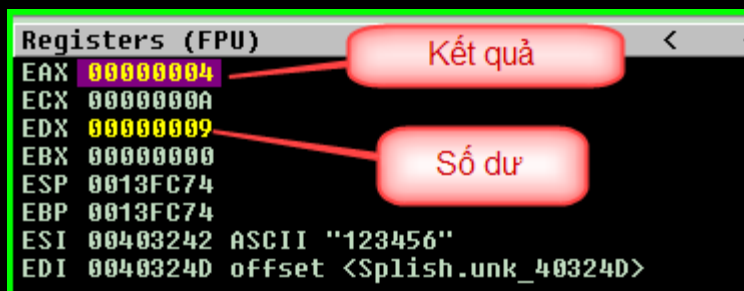 Registers (FPU) <
Kết quả
EAX 00000004
ECX 0000000A
EDX 00000009
Số dư
EBX 00000000
ESP 0013FC74
EBP 0013FC74
ESI 00403242 ASCII "123456"
EDI 0040324D offset <Splish.unk_40324D>